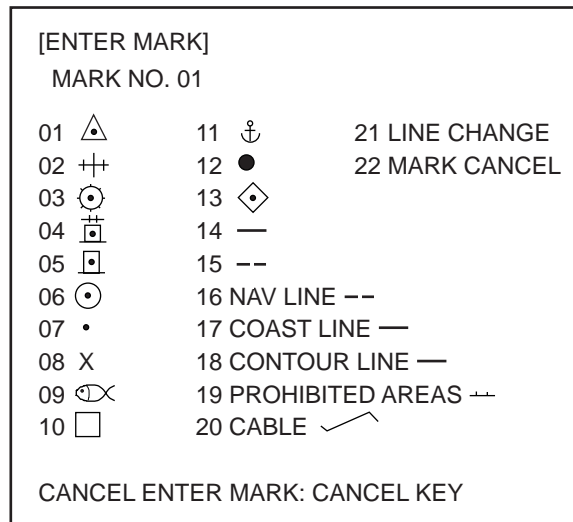 [ENTER MARK]
MARK NO. 01
01 11 21 LINE CHANGE
02 12 22 MARK CANCEL
03 13
04 14
05 15
06 16 NAV LINE
07 17 COAST LINE
08 X 18 CONTOUR LINE
09 19 PROHIBITED AREAS
10 20 CABLE
CANCEL ENTER MARK: CANCEL KEY